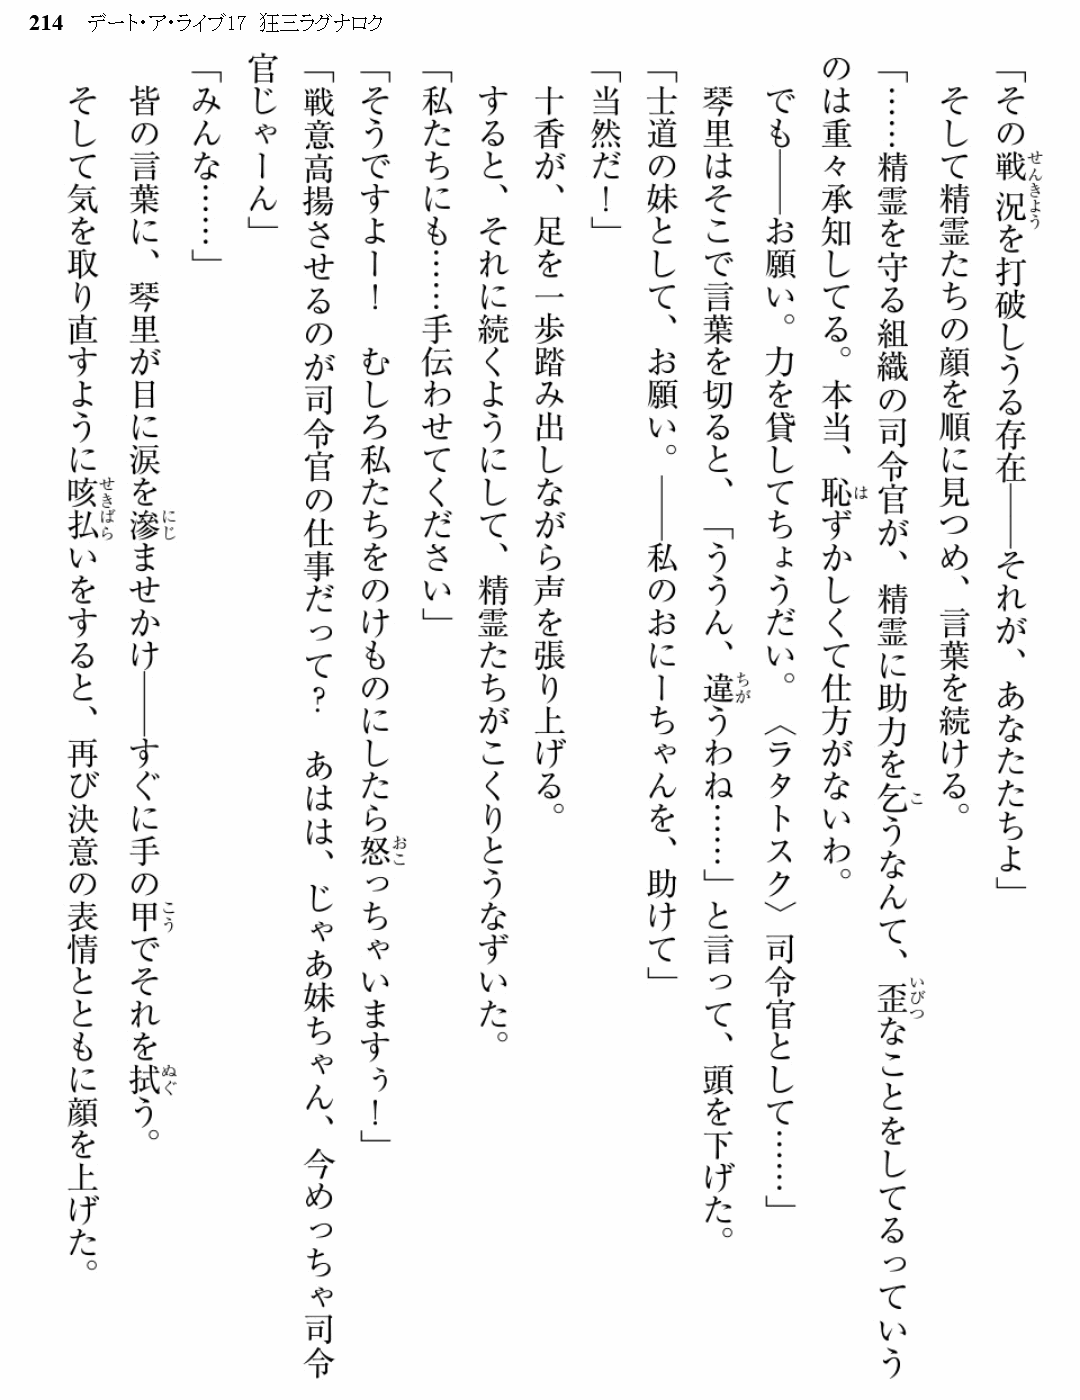 214 デート・ア・ライブ17 狂三ラグナロク
「その戦況を打破しうる存在――それが、あなたたちよ」
そして精霊たちの顔を順に見つめ、言葉を続ける。
「……精霊を守る組織の司令官が、精霊に助力を乞うなんて、歪なことをしてるっていう
のは重々承知してる。本当、恥ずかしくて仕方がないわ。
でも――お願い。力を貸してちょうだい。〈ラタトスク〉司令官として……」
琴里はそこで言葉を切ると、「ううん、違うわね……」と言って、頭を下げた。
「士道の妹として、お願い。――私のおにーちゃんを、助けて」
「当然だ！」
十香が、足を一歩踏み出しながら声を張り上げる。
すると、それに続くようにして、精霊たちがこくりとうなずいた。
「私たちにも……手伝わせてください」
「そうですよー！　むしろ私たちをのけものにしたら怒っちゃいますぅ！」
「戦意高揚させるのが司令官の仕事だって？　あはは、じゃあ妹ちゃん、今めっちゃ司令
官じゃーん」
「みんな……」
皆の言葉に、琴里が目に涙を滲ませかけ――すぐに手の甲でそれを拭う。
そして気を取り直すように咳払いをすると、再び決意の表情とともに顔を上げた。